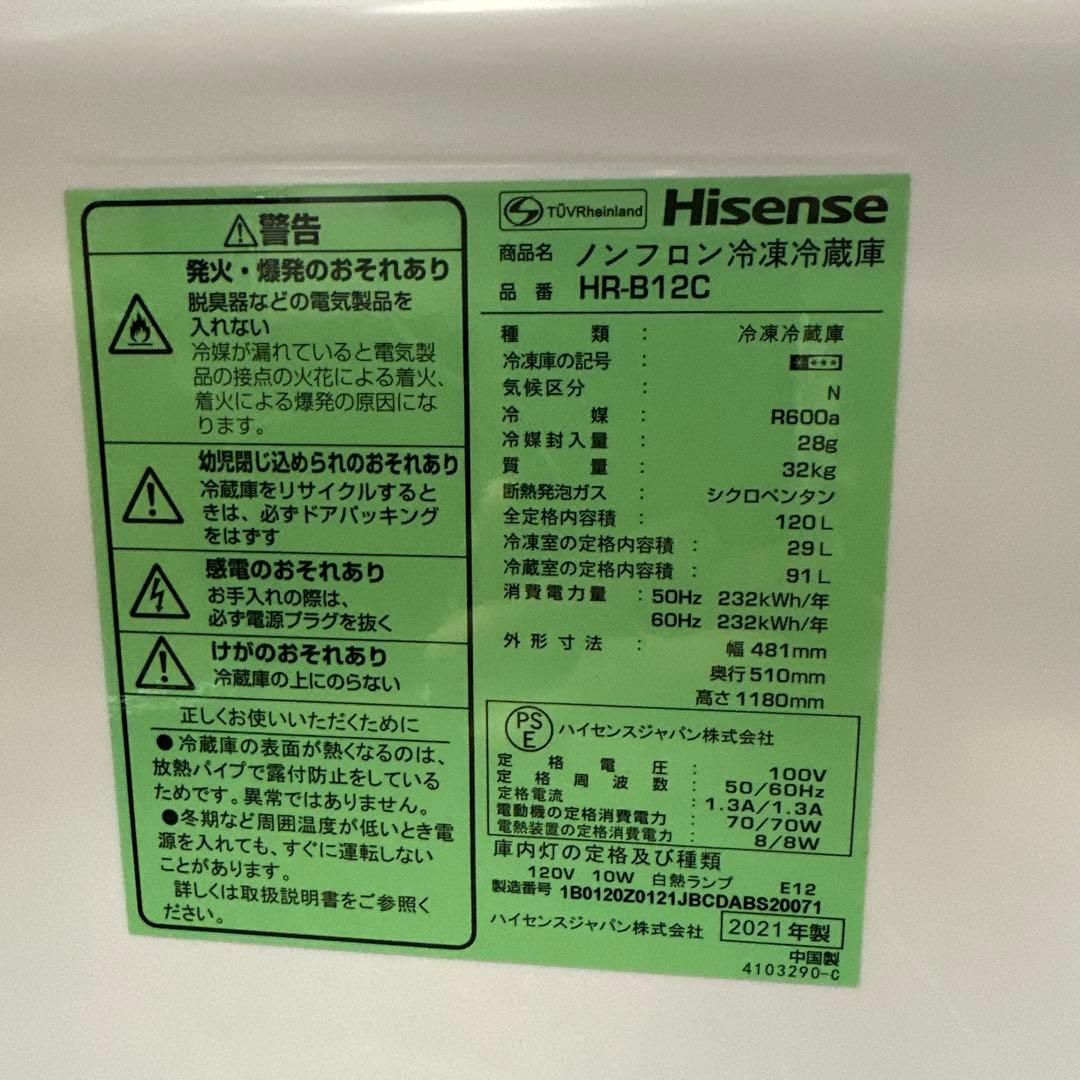 ⚠警告
発火・爆発のおそれあり
脱臭器などの電気製品を
入れない
冷媒が漏れていると電気製
品の接点の火花による着火、
着火による爆発の原因にな
ります。
幼児閉じ込められのおそれあり
冷蔵庫をリサイクルすると
きは、必ずドアパッキング
をはずす
感電のおそれあり
お手入れの際は、
必ず電源プラグを抜く
けがのおそれあり
冷蔵庫の上にのらない
正しくお使いいただくために
●冷蔵庫の表面が熱くなるのは、
放熱パイプで露付防止をしている
ためです。異常ではありません。
●冬期など周囲温度が低いとき電
源を入れても、すぐに運転しない
ことがあります。
詳しくは取扱説明書をご参照く
ださい。
TÜVRheinland Hisense
商品名 ノンフロン冷凍冷蔵庫
品番 HR-B12C
種類 : 冷凍冷蔵庫
冷凍庫の記号 : ****
気候区分 : N
冷媒 : R600a
冷媒封入量 : 28g
質量 : 32kg
断熱発泡ガス : シクロペンタン
全定格内容積 : 120L
冷凍室の定格内容積 : 29L
冷蔵室の定格内容積 : 91L
消費電力量 : 50Hz 232kWh/年
60Hz 232kWh/年
外形寸法 : 幅 481mm
奥行510mm
高さ1180mm
PSE ハイセンスジャパン株式会社
定格電圧 : 100V
定格周波数 : 50/60Hz
定格電流 : 1.3A/1.3A
電動機の定格消費電力 : 70/70W
電熱装置の定格消費電力 : 8/8W
庫内灯の定格及び種類
120V 10W 白熱ランプ E12
製造番号 1B0120Z0121JBCDABS20071
ハイセンスジャパン株式会社 2021年製
中国製
4103290-C